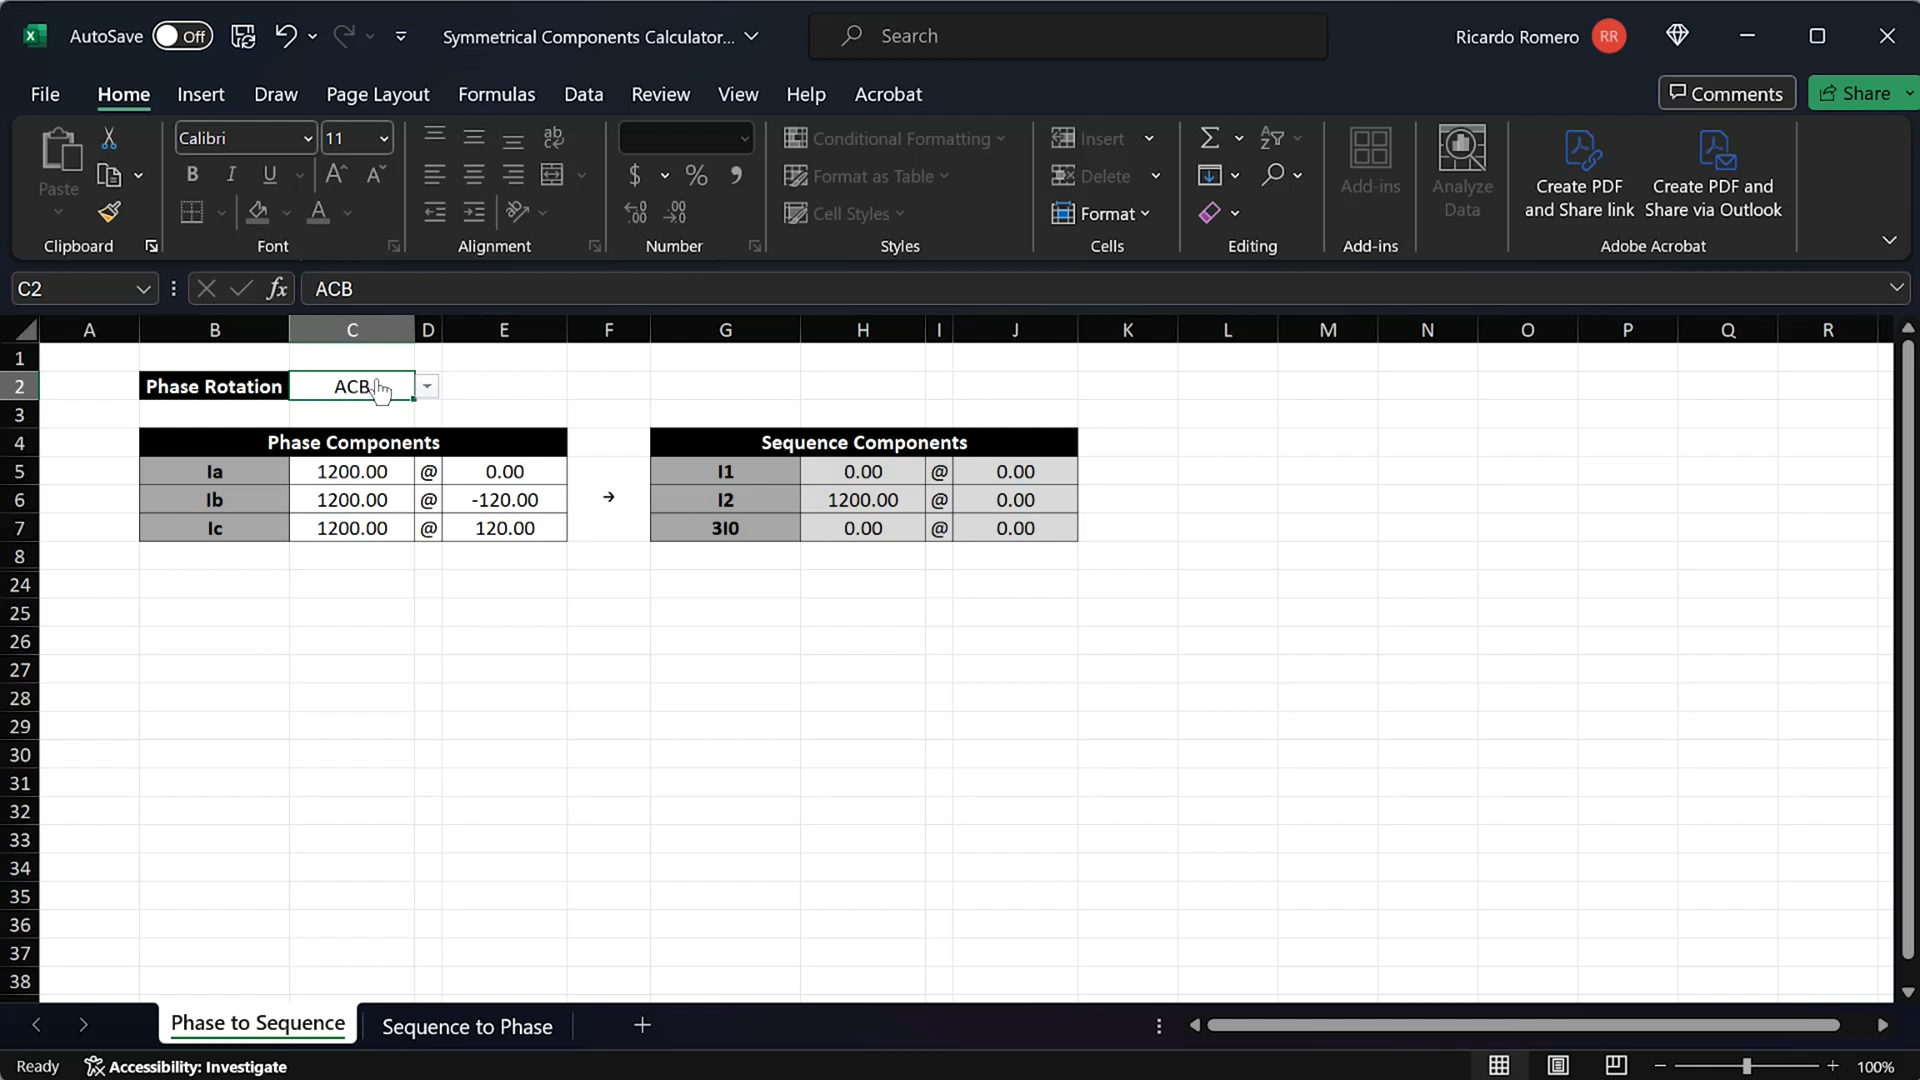 AutoSave Off Symmetrical Components Calculator... Search Ricardo Romero RR
File Home Insert Draw Page Layout Formulas Data Review View Help Acrobat Comments Share
Paste Calibri 11 Conditional Formatting Insert Add-ins Analyze Data Create PDF and Share link Create PDF and Share via Outlook
B I U A A $ % Format as Table Delete
A Cell Styles Format
Clipboard Font Alignment Number Styles Cells Editing Add-ins Adobe Acrobat
C2 fx ACB
A B C D E F G H I J K L M N O P Q R
1
2 Phase Rotation ACB
3
4 Phase Components Sequence Components
5 Ia 1200.00 @ 0.00 I1 0.00 @ 0.00
6 Ib 1200.00 @ -120.00 → I2 1200.00 @ 0.00
7 Ic 1200.00 @ 120.00 3I0 0.00 @ 0.00
8
24
25
26
27
28
29
30
31
32
33
34
35
36
37
38
Phase to Sequence Sequence to Phase +
Ready Accessibility: Investigate 100%